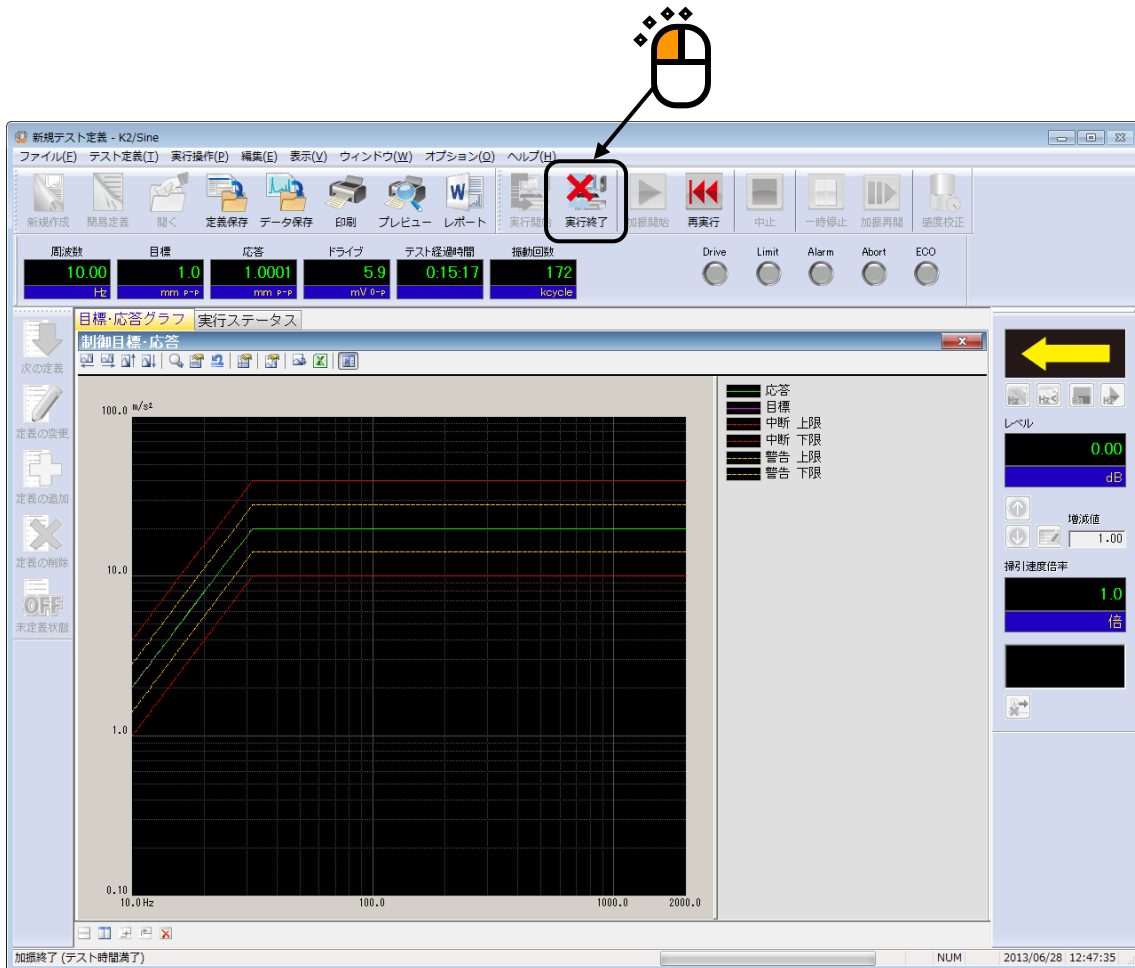 新規テスト定義 - K2/Sine
ファイル(F) テスト定義(T) 実行操作(P) 編集(E) 表示(V) ウィンドウ(W) オプション(O) ヘルプ(H)
新規作成 簡易定義 開く 定義保存 データ保存 印刷 プレビュー レポート 実行開始 実行終了 加振開始 再実行 中止 一時停止 加振再開 感度校正
周波数 目標 応答 ドライブ テスト経過時間 振動回数 Drive Limit Alarm Abort ECO
10.00 1.0 1.0001 5.9 0:15:17 172
Hz mm p-p mm p-p mV 0-p kcycle
目標・応答グラフ 実行ステータス
制御目標・応答
次の定義
定義の変更
定義の追加
定義の削除
OFF
未定義状態
100.0 m/s²
10.0
1.0
0.10
10.0 Hz 100.0 1000.0 2000.0
応答
目標
中断 上限
中断 下限
警告 上限
警告 下限
レベル
0.00
dB
増減値
1.00
掃引速度倍率
1.0
倍
加振終了 (テスト時間満了) NUM 2013/06/28 12:47:35